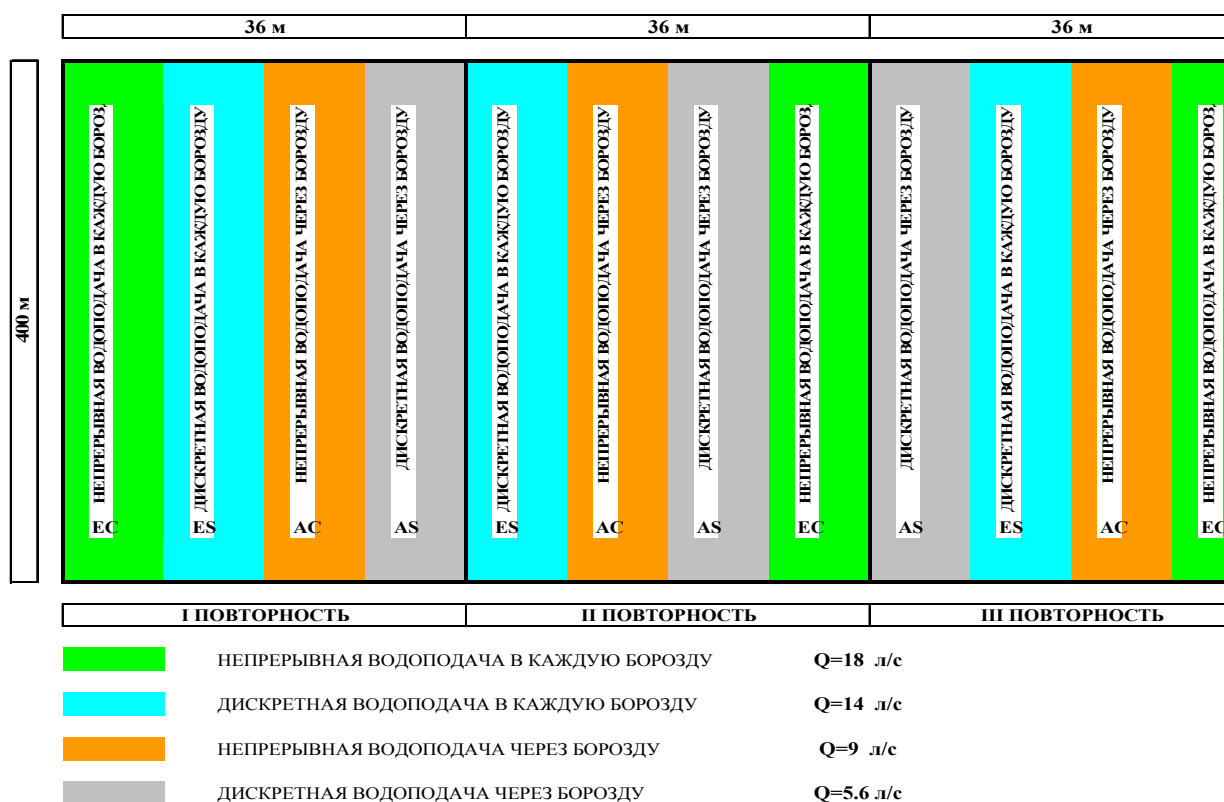 36 м
36 м
36 м
400 м
НЕПРЕРЫВНАЯ ВОДОПОДАЧА В КАЖДУЮ БОРОЗ
ДИСКРЕТНАЯ ВОДОПОДАЧА В КАЖДУЮ БОРОЗДУ
НЕПРЕРЫВНАЯ ВОДОПОДАЧА ЧЕРЕЗ БОРОЗДУ
ДИСКРЕТНАЯ ВОДОПОДАЧА ЧЕРЕЗ БОРОЗДУ
ДИСКРЕТНАЯ ВОДОПОДАЧА В КАЖДУЮ БОРОЗДУ
НЕПРЕРЫВНАЯ ВОДОПОДАЧА ЧЕРЕЗ БОРОЗДУ
ДИСКРЕТНАЯ ВОДОПОДАЧА ЧЕРЕЗ БОРОЗДУ
НЕПРЕРЫВНАЯ ВОДОПОДАЧА В КАЖДУЮ БОРОЗ
ДИСКРЕТНАЯ ВОДОПОДАЧА ЧЕРЕЗ БОРОЗДУ
ДИСКРЕТНАЯ ВОДОПОДАЧА В КАЖДУЮ БОРОЗДУ
НЕПРЕРЫВНАЯ ВОДОПОДАЧА ЧЕРЕЗ БОРОЗДУ
НЕПРЕРЫВНАЯ ВОДОПОДАЧА В КАЖДУЮ БОРОЗ
EC
ES
AC
AS
ES
AC
AS
EC
AS
ES
AC
EC
I ПОВТОРНОСТЬ
II ПОВТОРНОСТЬ
III ПОВТОРНОСТЬ
НЕПРЕРЫВНАЯ ВОДОПОДАЧА В КАЖДУЮ БОРОЗДУ Q=18 л/с
ДИСКРЕТНАЯ ВОДОПОДАЧА В КАЖДУЮ БОРОЗДУ Q=14 л/с
НЕПРЕРЫВНАЯ ВОДОПОДАЧА ЧЕРЕЗ БОРОЗДУ Q=9 л/с
ДИСКРЕТНАЯ ВОДОПОДАЧА ЧЕРЕЗ БОРОЗДУ Q=5.6 л/с